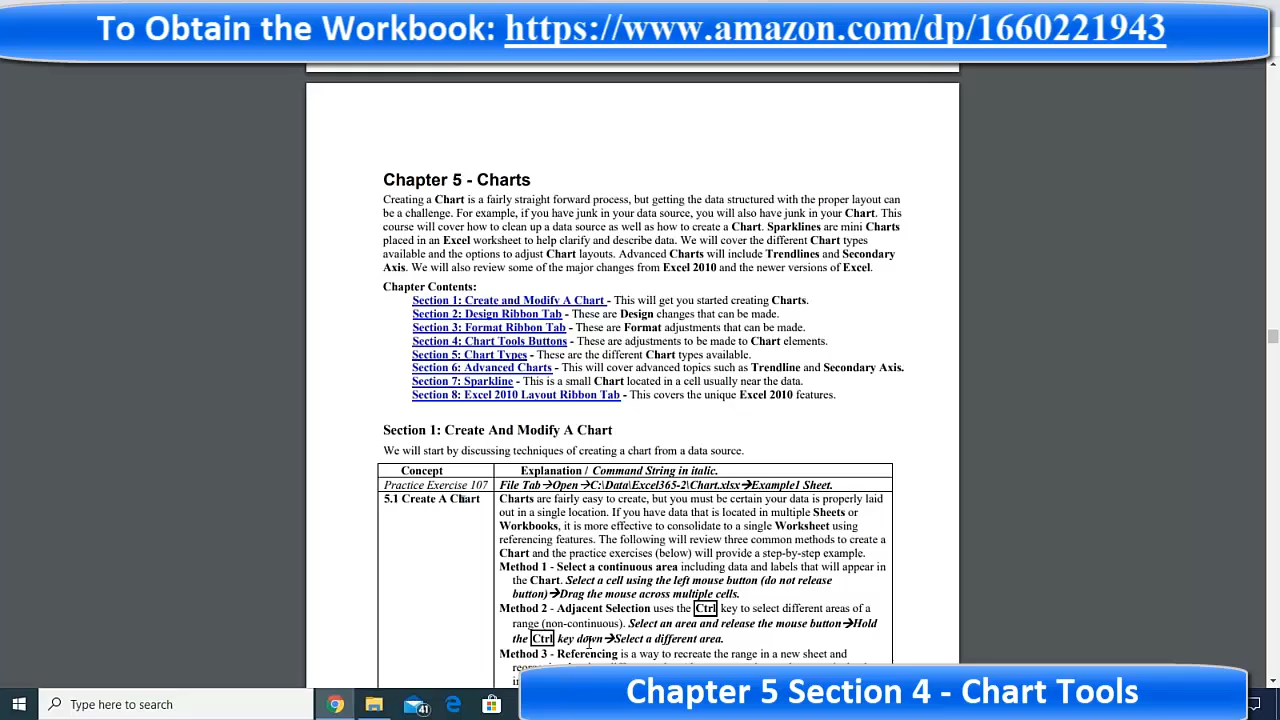 To Obtain the Workbook: https://www.amazon.com/dp/1660221943
Chapter 5 - Charts
Creating a Chart is a fairly straight forward process, but getting the data structured with the proper layout can
be a challenge. For example, if you have junk in your data source, you will also have junk in your Chart. This
course will cover how to clean up a data source as well as how to create a Chart. Sparklines are mini Charts
placed in an Excel worksheet to help clarify and describe data. We will cover the different Chart types
available and the options to adjust Chart layouts. Advanced Charts will include Trendlines and Secondary
Axis. We will also review some of the major changes from Excel 2010 and the newer versions of Excel.
Chapter Contents:
Section 1: Create and Modify A Chart - This will get you started creating Charts.
Section 2: Design Ribbon Tab - These are Design changes that can be made.
Section 3: Format Ribbon Tab - These are Format adjustments that can be made.
Section 4: Chart Tools Buttons - These are adjustments to be made to Chart elements.
Section 5: Chart Types - These are the different Chart types available.
Section 6: Advanced Charts - This will cover advanced topics such as Trendline and Secondary Axis.
Section 7: Sparkline - This is a small Chart located in a cell usually near the data.
Section 8: Excel 2010 Layout Ribbon Tab - This covers the unique Excel 2010 features.
Section 1: Create And Modify A Chart
We will start by discussing techniques of creating a chart from a data source.
Concept Explanation / Command String in italic.
Practice Exercise 107 File Tab→Open→C:\Data\Excel365-2\Chart.xlsx→Example1 Sheet.
5.1 Create A Chart Charts are fairly easy to create, but you must be certain your data is properly laid
out in a single location. If you have data that is located in multiple Sheets or
Workbooks, it is more effective to consolidate to a single Worksheet using
referencing features. The following will review three common methods to create a
Chart and the practice exercises (below) will provide a step-by-step example.
Method 1 - Select a continuous area including data and labels that will appear in
the Chart. Select a cell using the left mouse button (do not release
button)→Drag the mouse across multiple cells.
Method 2 - Adjacent Selection uses the Ctrl key to select different areas of a
range (non-continuous). Select an area and release the mouse button→Hold
the Ctrl key down→Select a different area.
Method 3 - Referencing is a way to recreate the range in a new sheet and
Chapter 5 Section 4 - Chart Tools
Type here to search
41